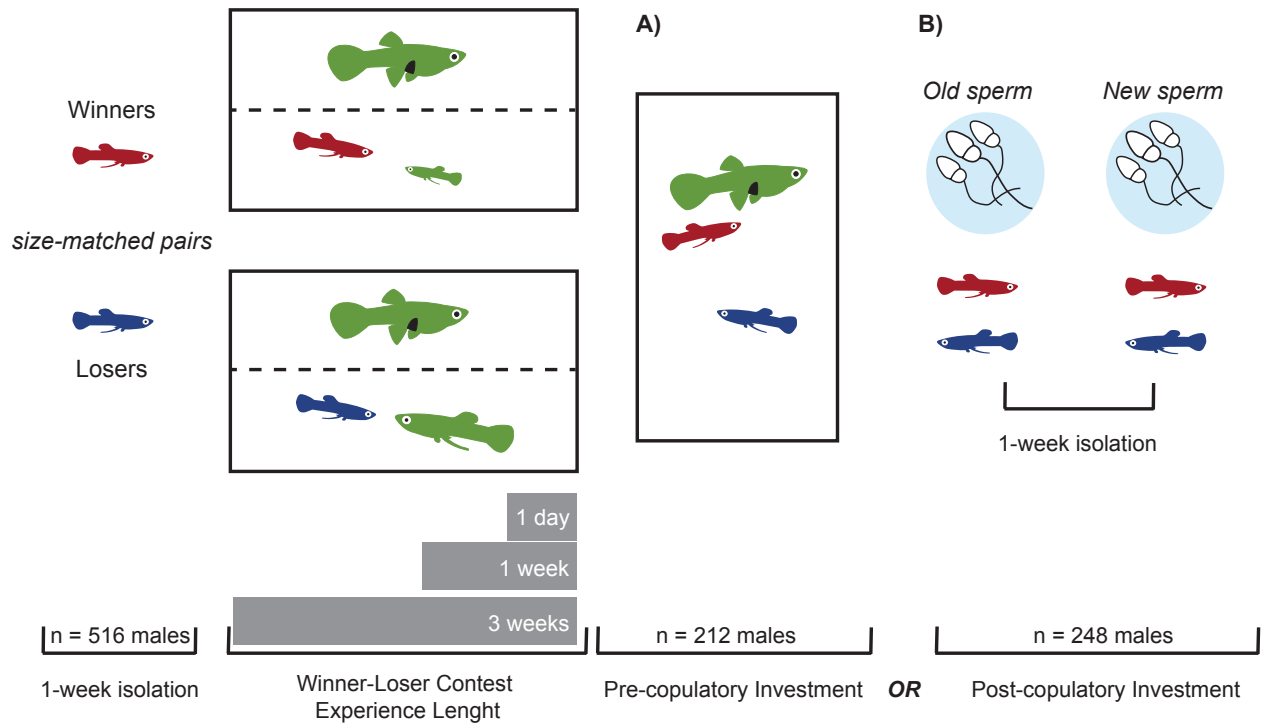 Winners
size-matched pairs
Losers
1 day
1 week
3 weeks
A)
B)
Old sperm
New sperm
1-week isolation
n = 516 males
n = 212 males
n = 248 males
1-week isolation
Winner-Loser Contest
Experience Lenght
Pre-copulatory Investment
OR
Post-copulatory Investment